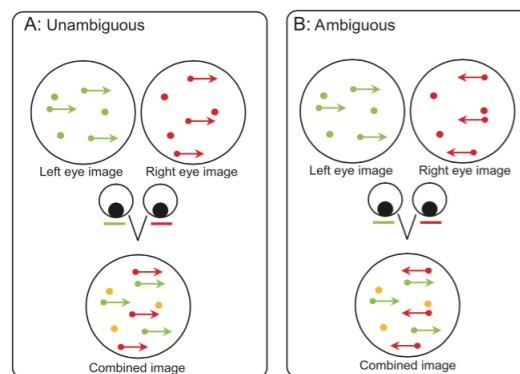 A: Unambiguous
Left eye image
Right eye image
Combined image
B: Ambiguous
Left eye image
Right eye image
Combined image